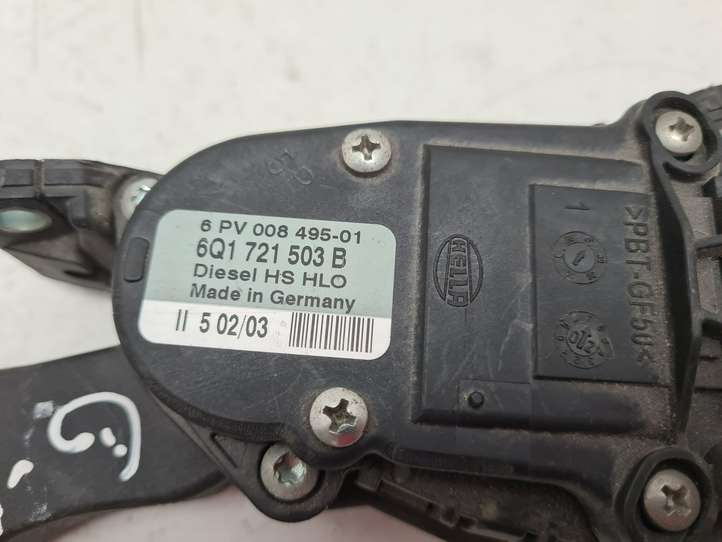 6 PV 008 495-01
6Q1 721 503 B
Diesel HS HLO
Made in Germany
II 5 02/03
HELLA
1
>PBT-GF50<